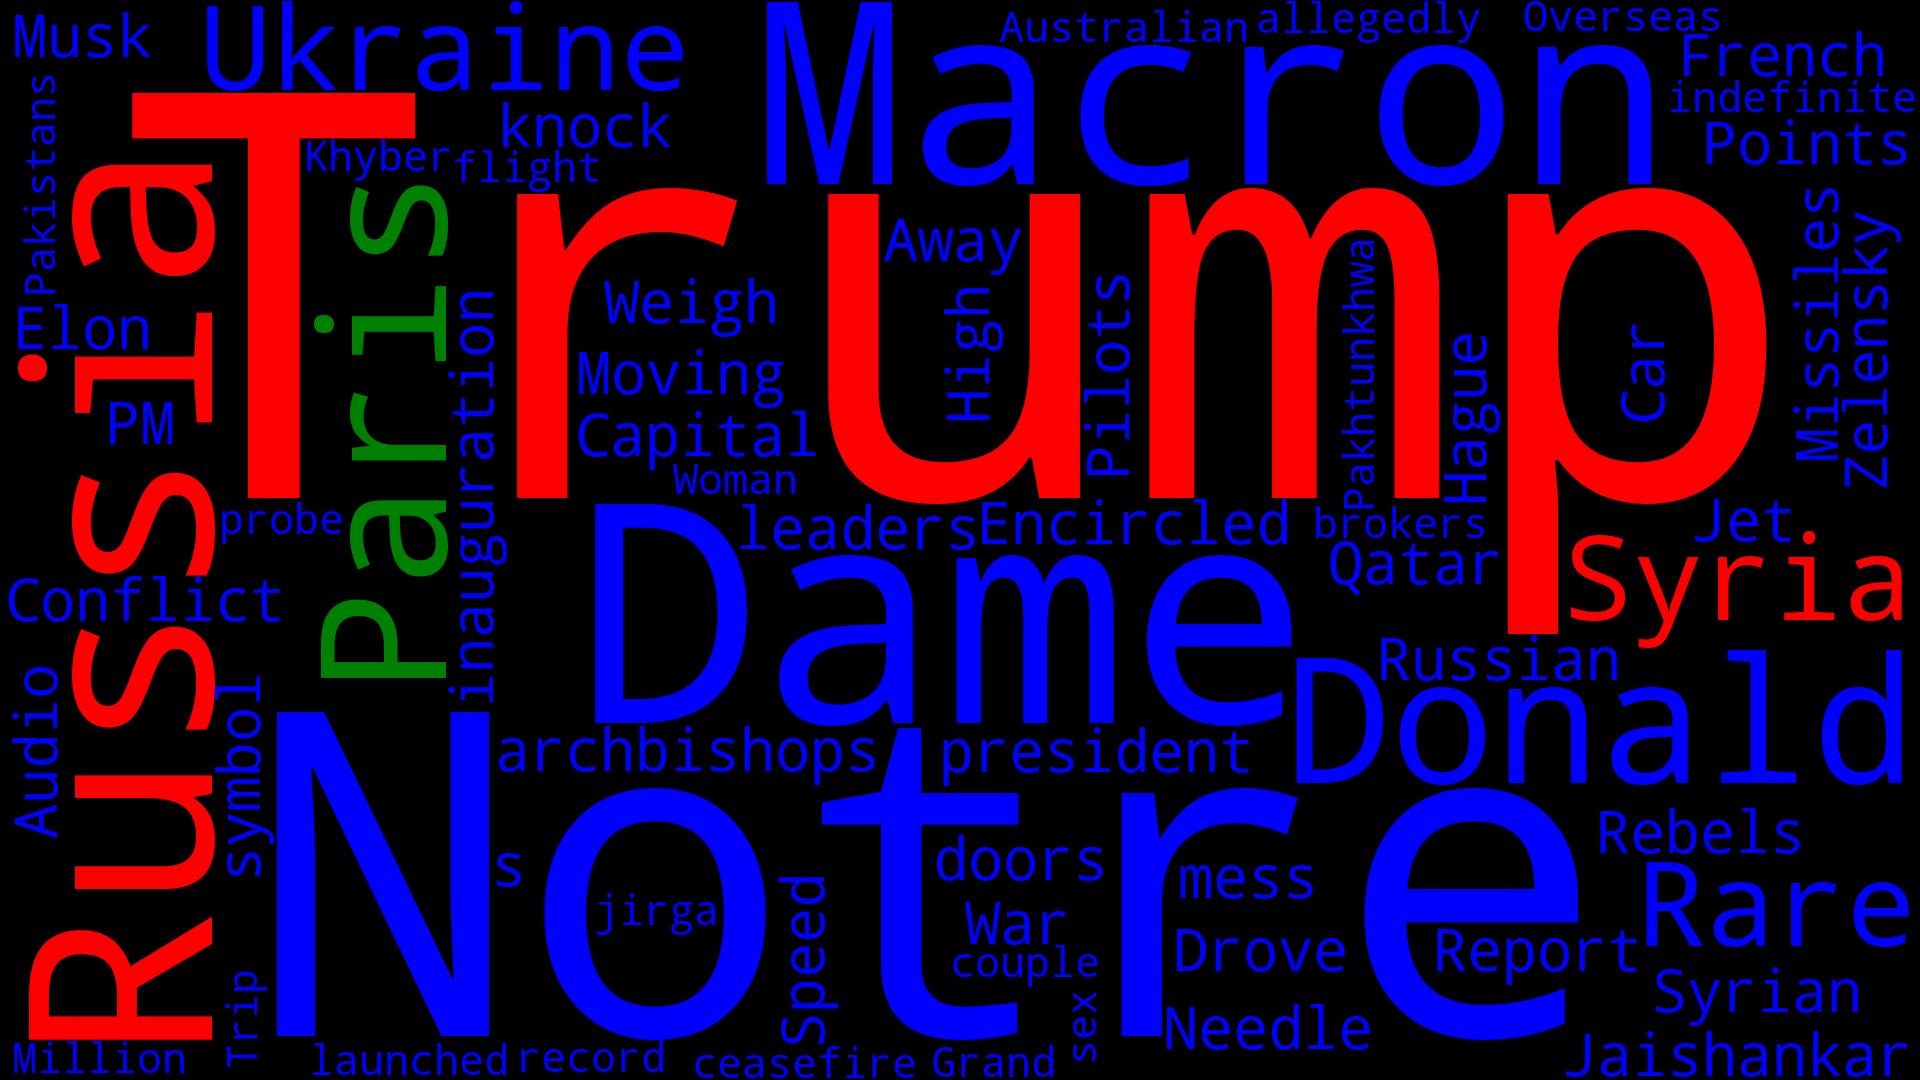 Musk
Ukraine
Macron
Australian
allegedly
Overseas
French
indefinite
Points
knock
Khyber
flight
Pakistans
Trump
Russia
Paris
Elon
PM
inauguration
Weigh
Moving
Capital
Woman
Away
High
Pilots
Pakhtunkhwa
Hague
Car
Missiles
Zelensky
probe
Conflict
Dame
leaders
Encircled
brokers
Qatar
Jet
Syria
Russian
Donald
Audio
symbol
archbishops
president
Notre
s
jirga
Speed
doors
War
couple
sex
mess
Drove
Needle
Report
Rebels
Rare
Syrian
Jaishankar
Trip
Million
launched
record
ceasefire
Grand